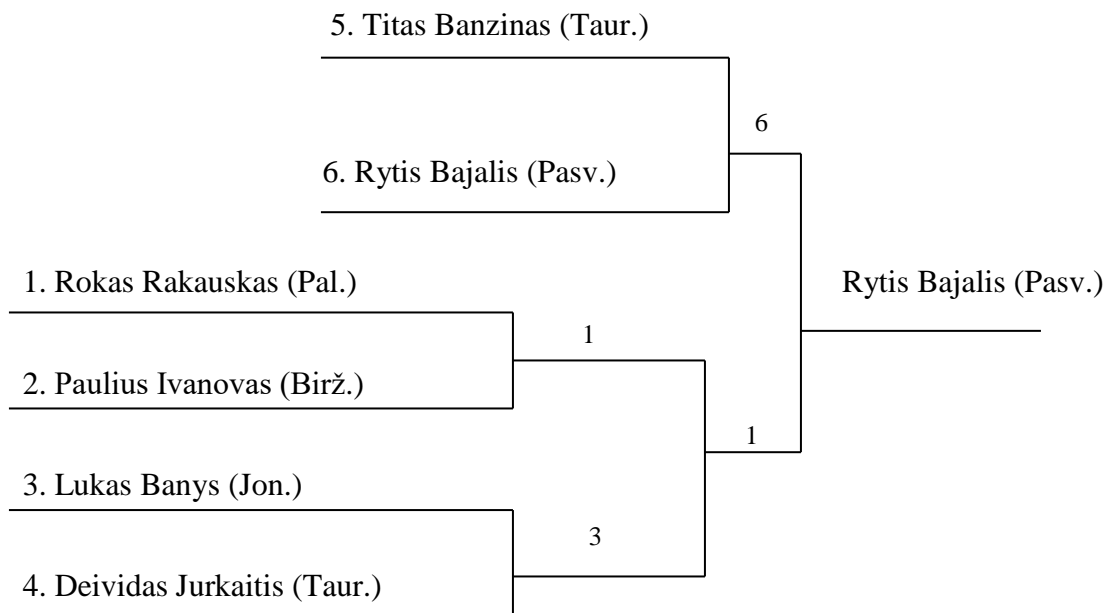 5. Titas Banzinas (Taur.)
6
6. Rytis Bajalis (Pasv.)
1. Rokas Rakauskas (Pal.)
Rytis Bajalis (Pasv.)
1
2. Paulius Ivanovas (Birž.)
1
3. Lukas Banys (Jon.)
3
4. Deividas Jurkaitis (Taur.)